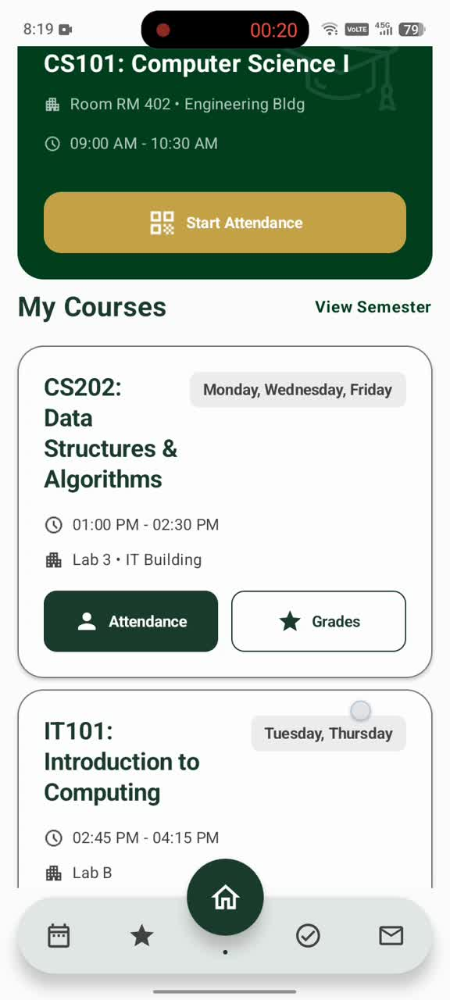 8:19
00:20
VoLTE
4.5G
79
CS101: Computer Science I
Room RM 402 • Engineering Bldg
09:00 AM - 10:30 AM
Start Attendance
My Courses
View Semester
CS202:
Data
Structures &
Algorithms
Monday, Wednesday, Friday
01:00 PM - 02:30 PM
Lab 3 • IT Building
Attendance
Grades
IT101:
Introduction to
Computing
Tuesday, Thursday
02:45 PM - 04:15 PM
Lab B